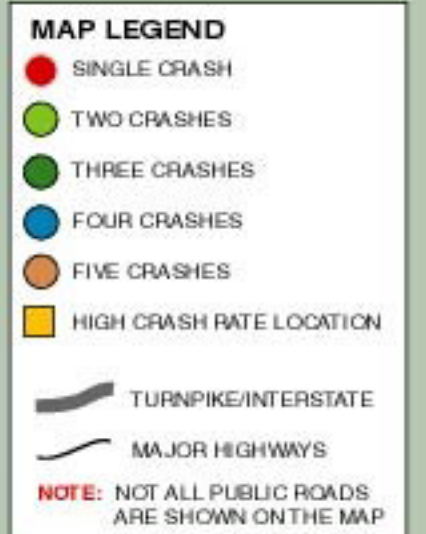 MAP LEGEND
SINGLE CRASH
TWO CRASHES
THREE CRASHES
FOUR CRASHES
FIVE CRASHES
HIGH CRASH RATE LOCATION
TURNPIKE/INTERSTATE
MAJOR HIGHWAYS
NOTE: NOT ALL PUBLIC ROADS
ARE SHOWN ON THE MAP